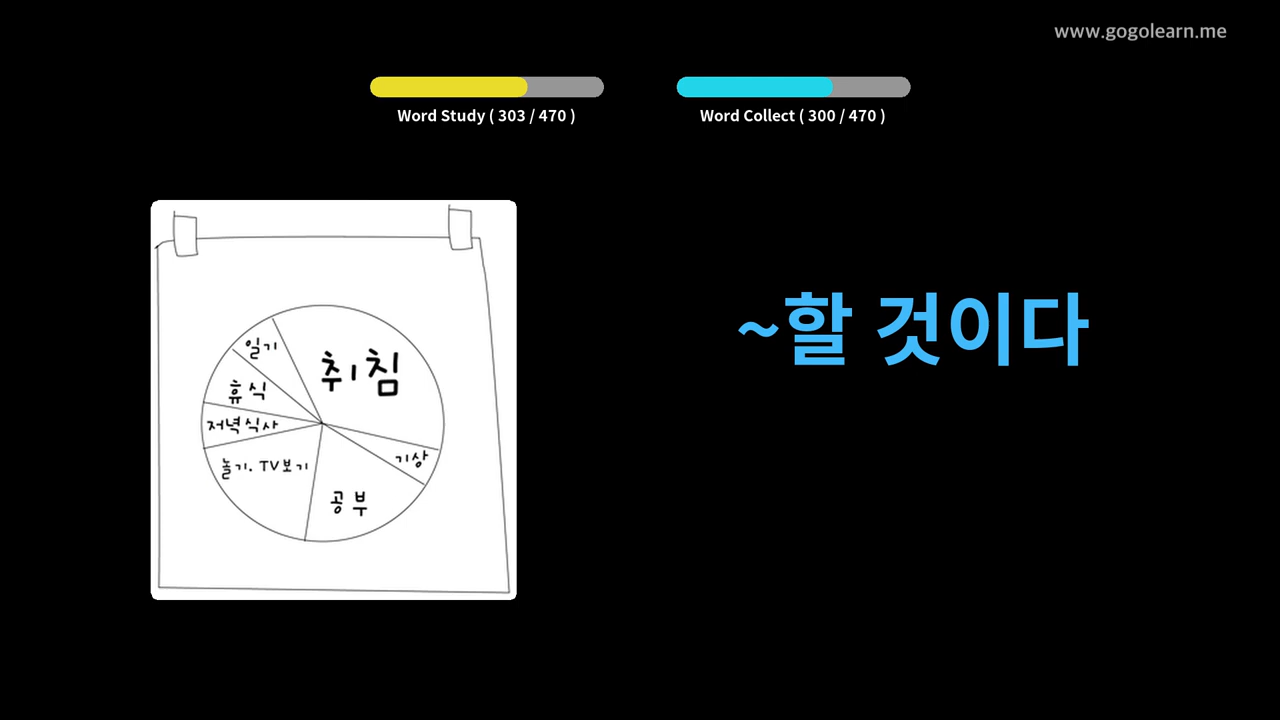 www.gogolearn.me
Word Study ( 303 / 470 )
Word Collect ( 300 / 470 )
일기
취침
휴식
저녁식사
놀기. TV보기
기상
공부
~할 것이다